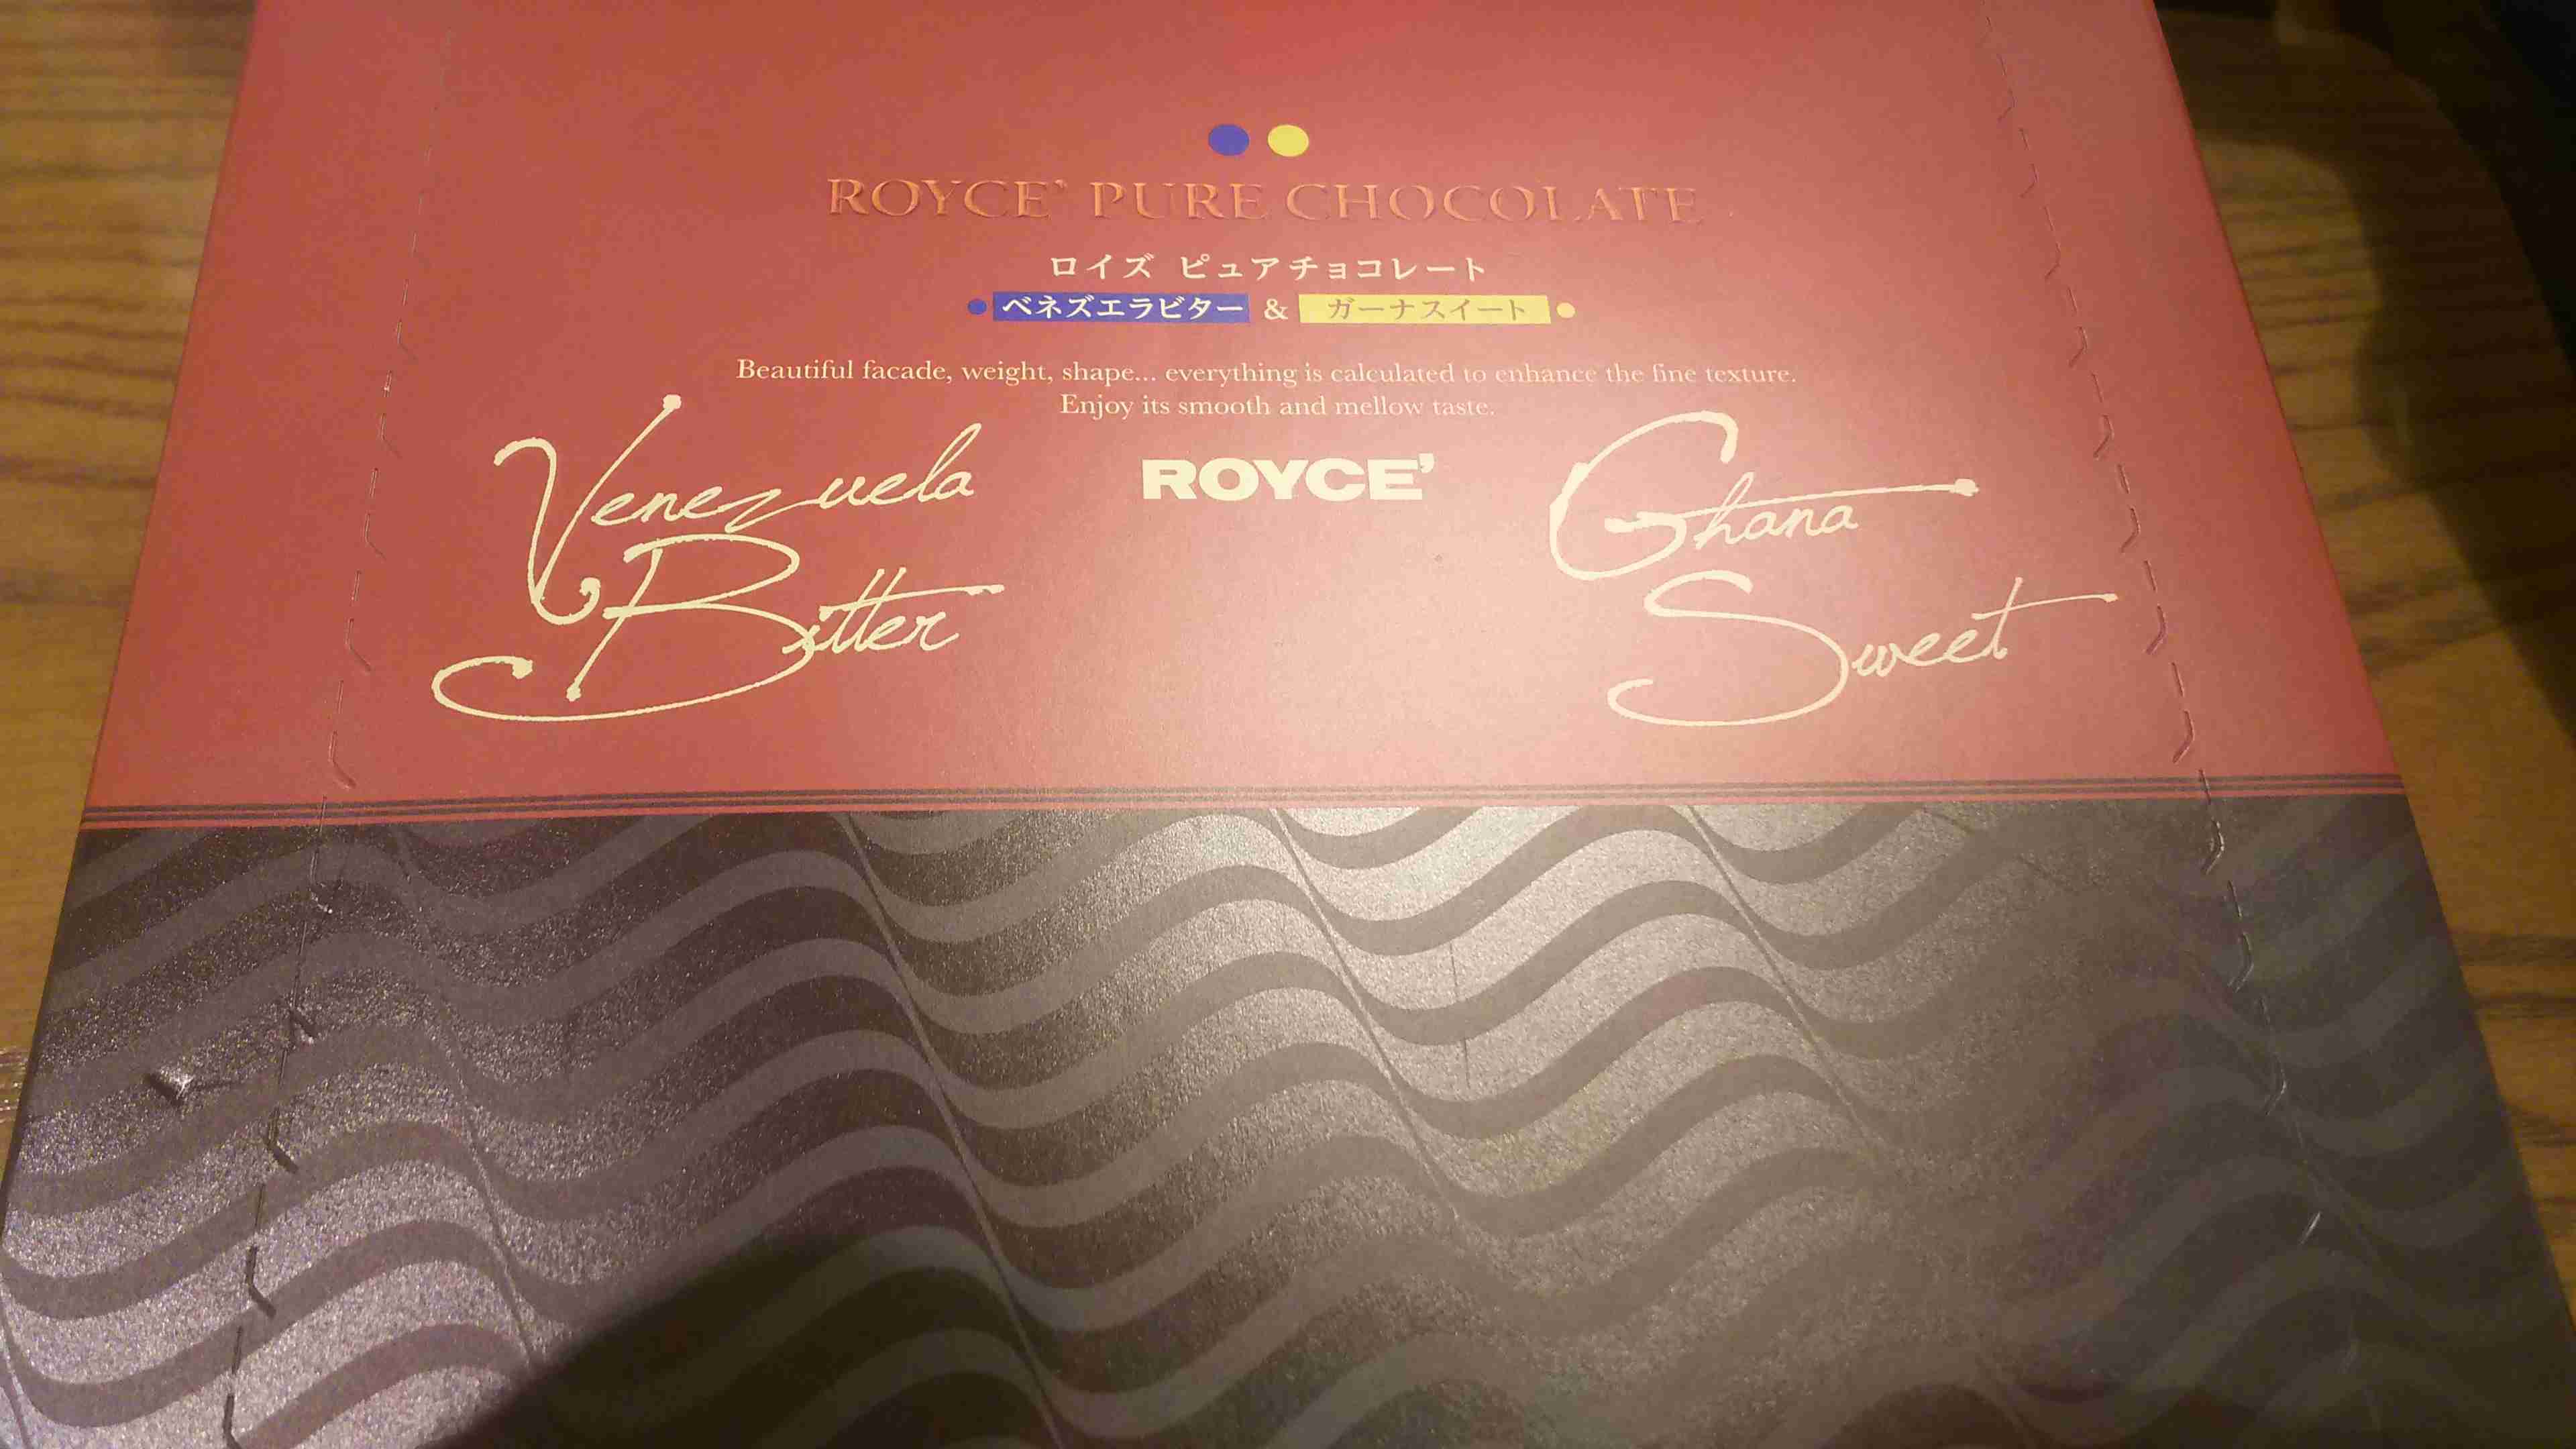 ROYCE' PURE CHOCOLATE
ロイズ ピュアチョコレート
ベネズエラビター & ガーナスイート
Beautiful facade, weight, shape... everything is calculated to enhance the fine texture.
Enjoy its smooth and mellow taste.
Venezuela
Bitter
ROYCE'
Ghana
Sweet